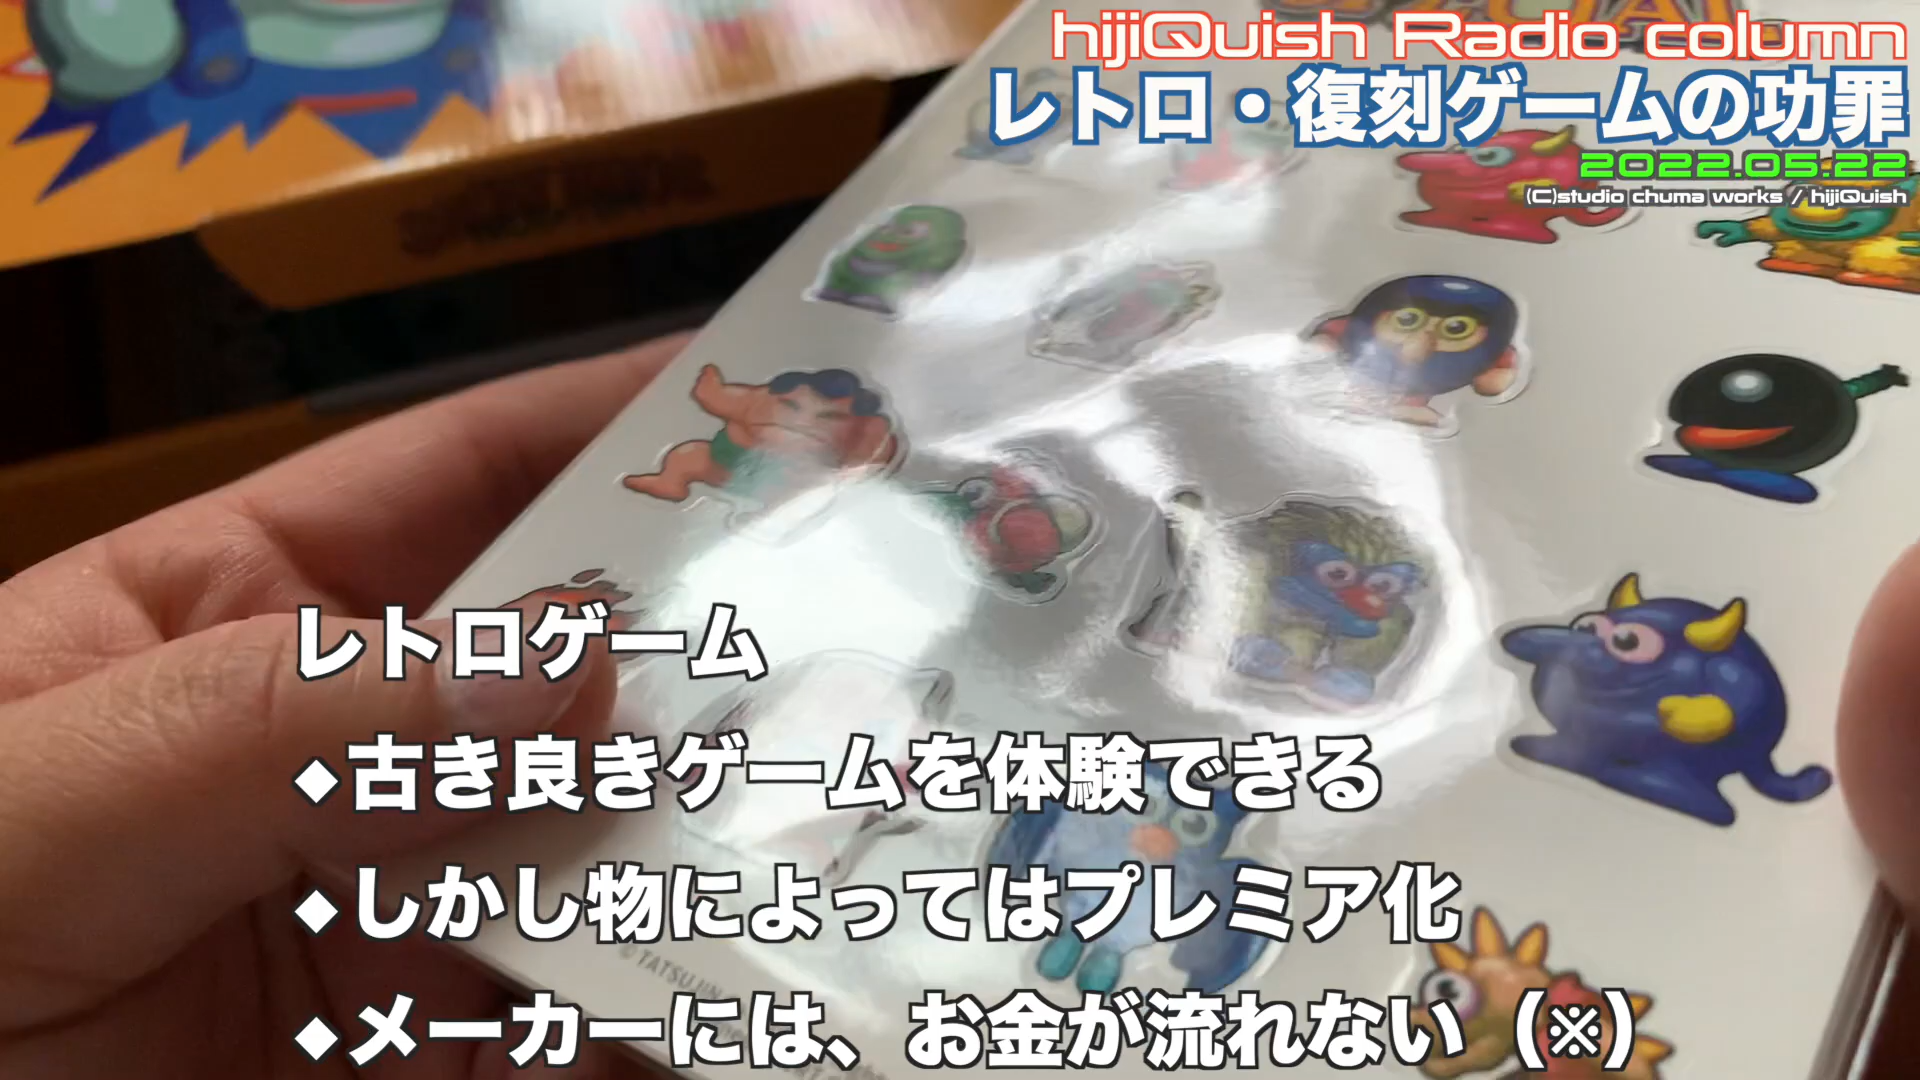 hijiQuish Radio column
レトロ・復刻ゲームの功罪
2022.05.22
(C)studio chuma works / hijiQuish
レトロゲーム
◆古き良きゲームを体験できる
◆しかし物によってはプレミア化
© TATSUJIN
◆メーカーには、お金が流れない（※）